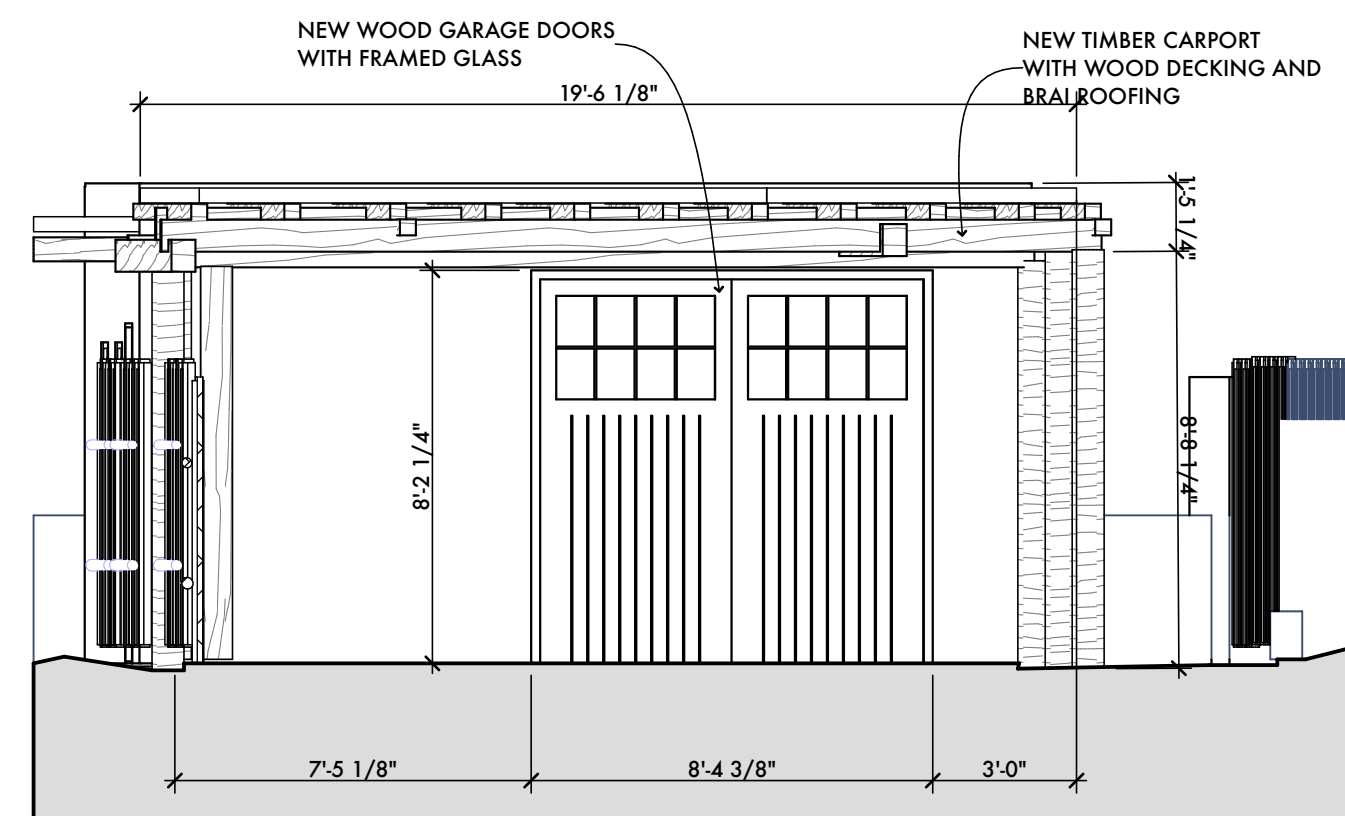 NEW WOOD GARAGE DOORS
WITH FRAMED GLASS
NEW TIMBER CARPORT
WITH WOOD DECKING AND
BRAI ROOFING
19'-6 1/8"
1'-5 1/4"
8'-2 1/4"
8'-8 1/4"
7'-5 1/8"
8'-4 3/8"
3'-0"